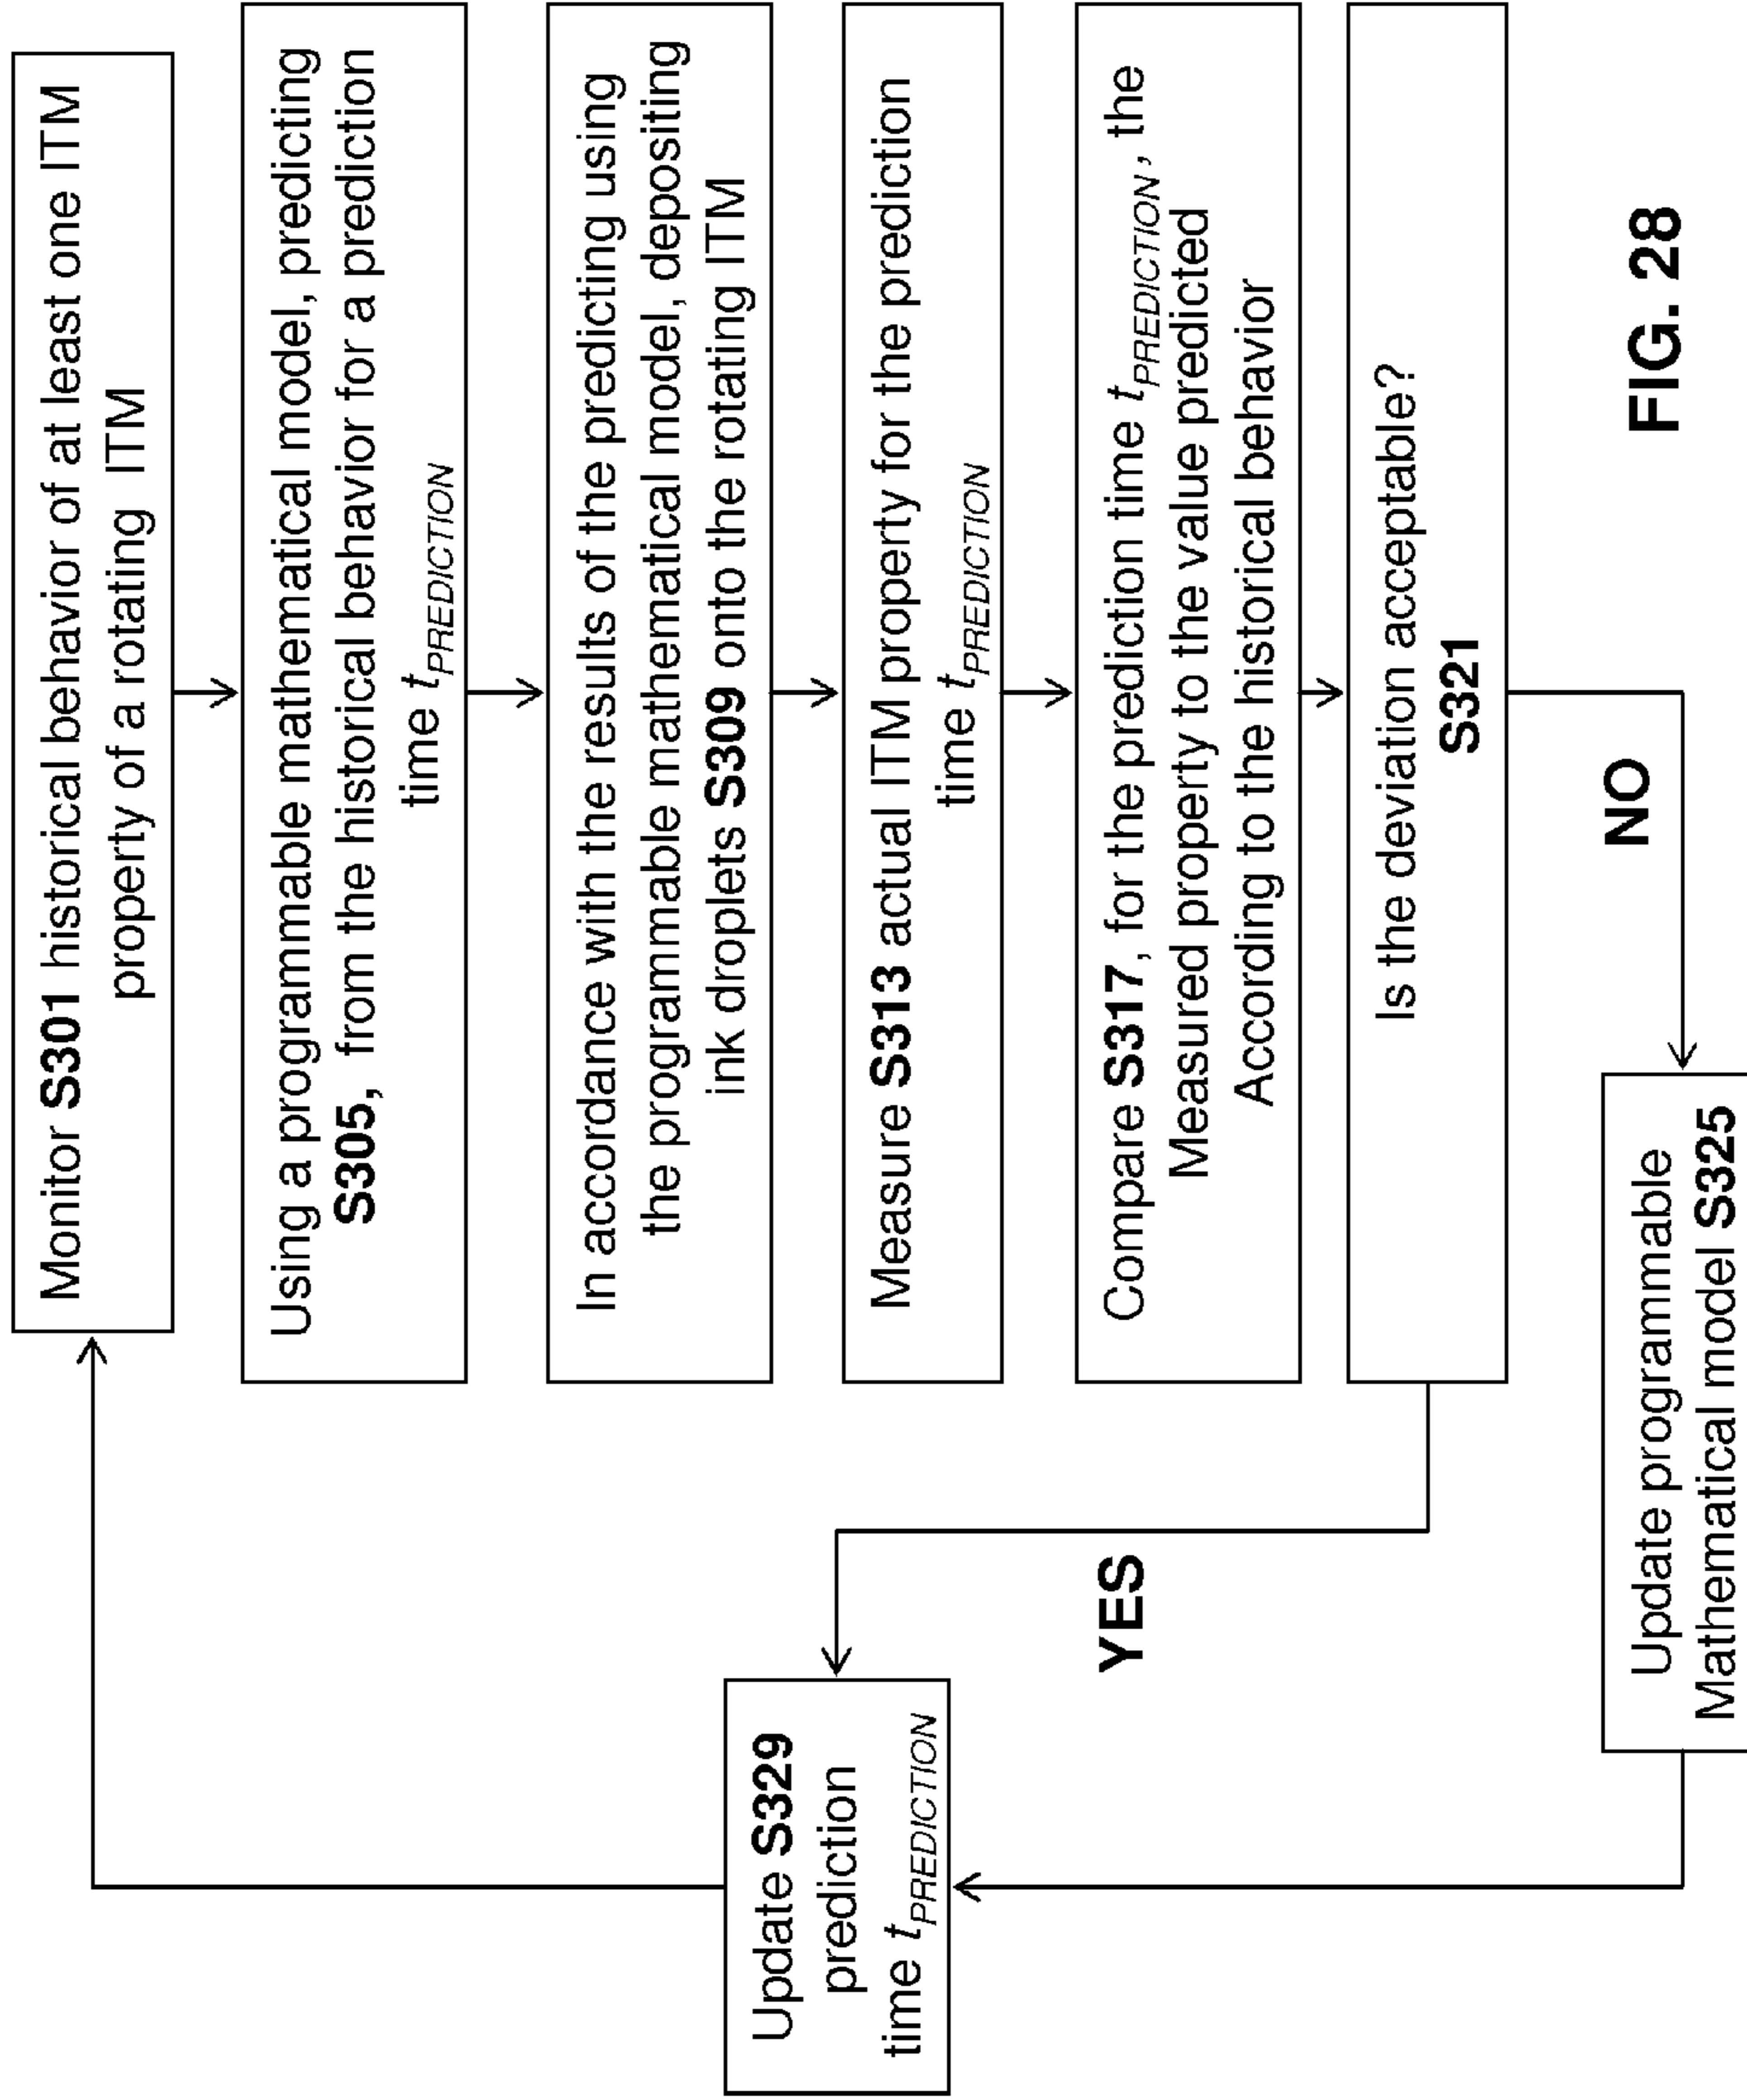 Monitor S301 historical behavior of at least one ITM
property of a rotating ITM
Using a programmable mathematical model, predicting
S305, from the historical behavior for a prediction
time tPREDICTION
In accordance with the results of the predicting using
the programmable mathematical model, depositing
ink droplets S309 onto the rotating ITM
Measure S313 actual ITM property for the prediction
time tPREDICTION
Compare S317, for the prediction time tPREDICTION, the
Measured property to the value predicted
According to the historical behavior
Is the deviation acceptable?
S321
YES
NO
Update S329
prediction
time tPREDICTION
Update programmable
Mathematical model S325
FIG. 28